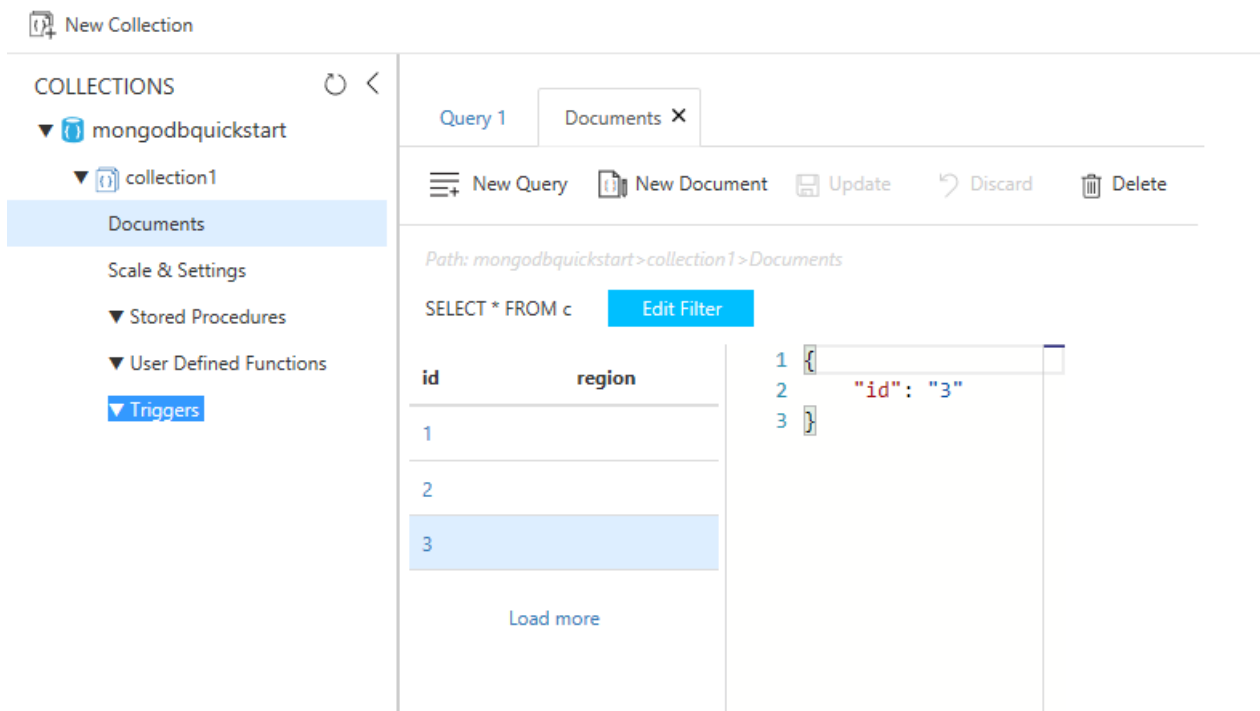 New Collection
COLLECTIONS
mongodbquickstart
collection1
Documents
Scale & Settings
Stored Procedures
User Defined Functions
Triggers
Query 1 Documents
New Query New Document Update Discard Delete
Path: mongodbquickstart>collection1>Documents
SELECT * FROM c Edit Filter
id region
1
2
3
Load more
1 {
2 "id": "3"
3 }